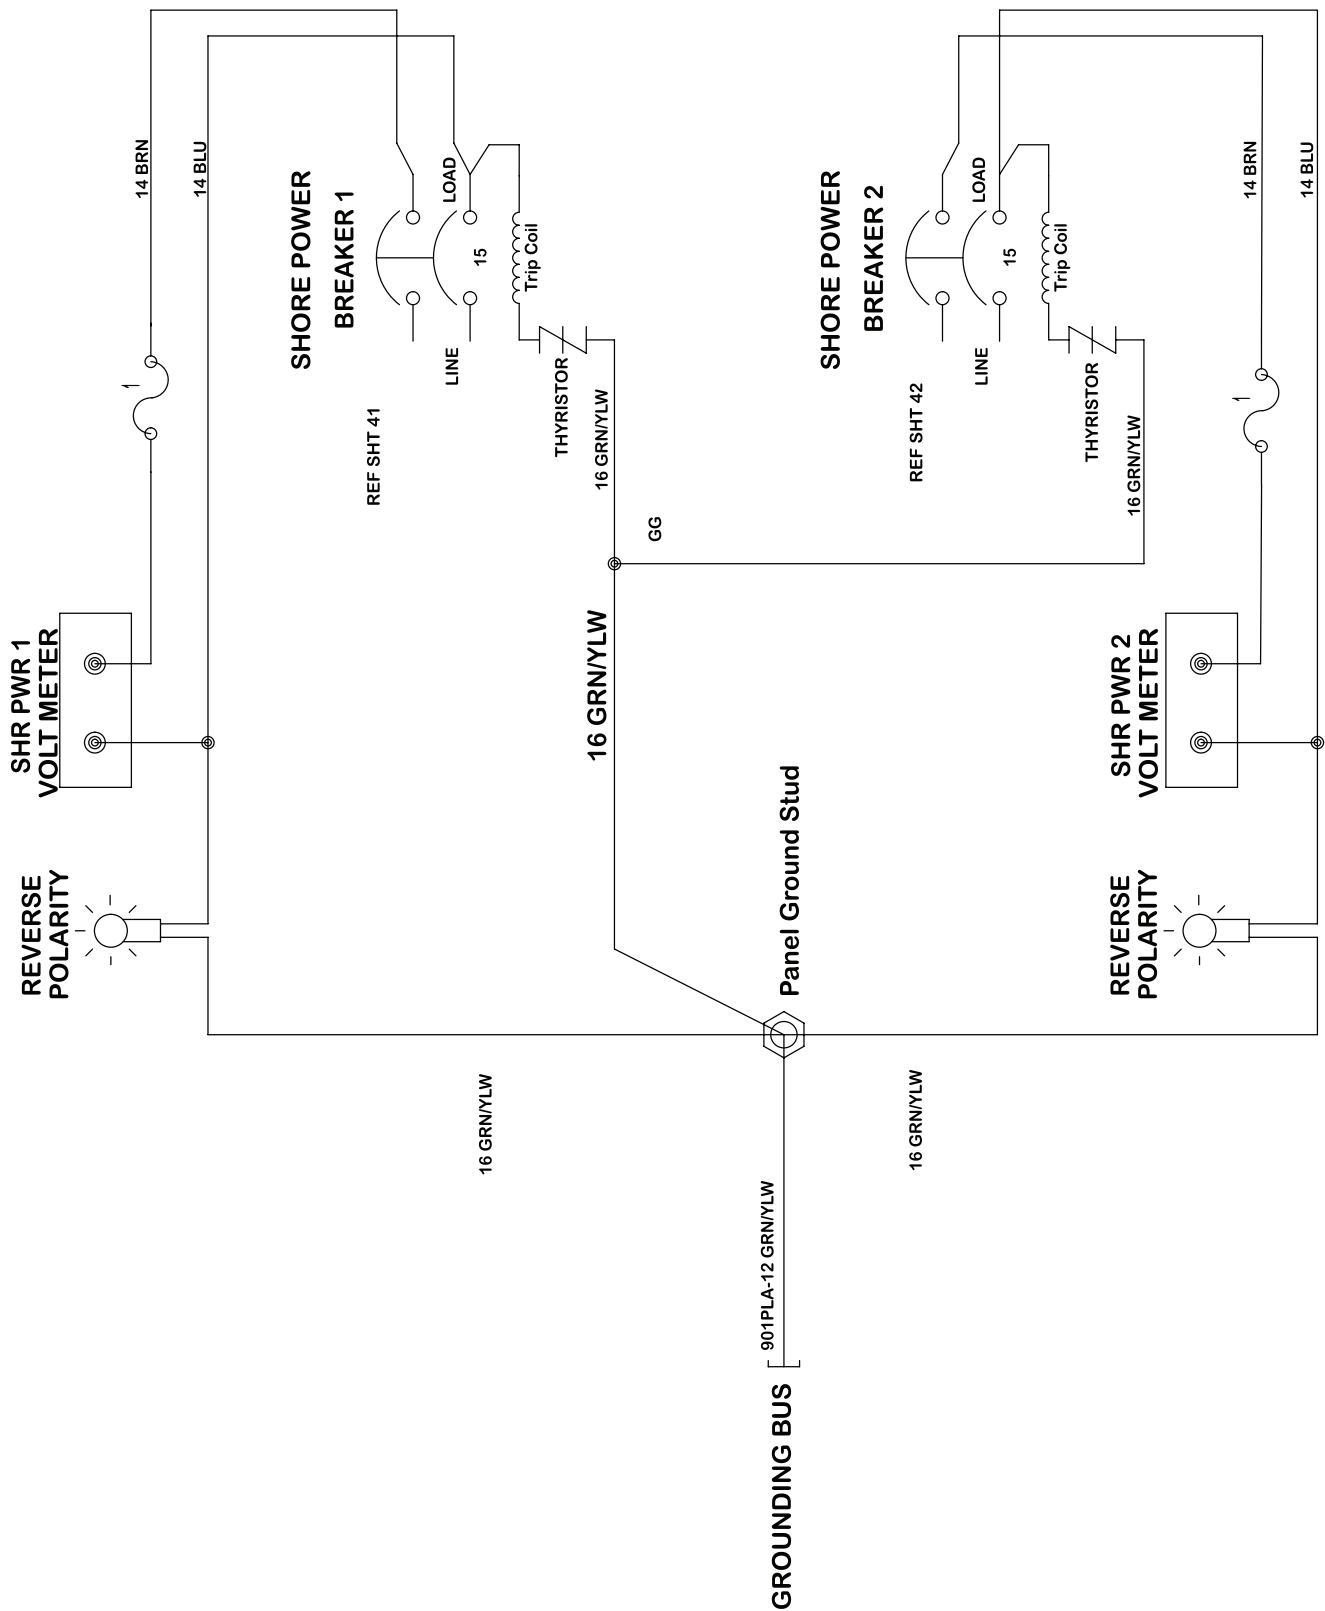 SHR PWR 1
VOLT METER
REVERSE
POLARITY
14 BRN
14 BLU
1
SHORE POWER
BREAKER 1
LOAD
15
LINE
Trip Coil
THYRISTOR
REF SHT 41
16 GRN/YLW
16 GRN/YLW
GG
SHORE POWER
BREAKER 2
LOAD
15
LINE
Trip Coil
THYRISTOR
REF SHT 42
16 GRN/YLW
14 BRN
14 BLU
1
SHR PWR 2
VOLT METER
REVERSE
POLARITY
Panel Ground Stud
16 GRN/YLW
16 GRN/YLW
901PLA-12 GRN/YLW
GROUNDING BUS